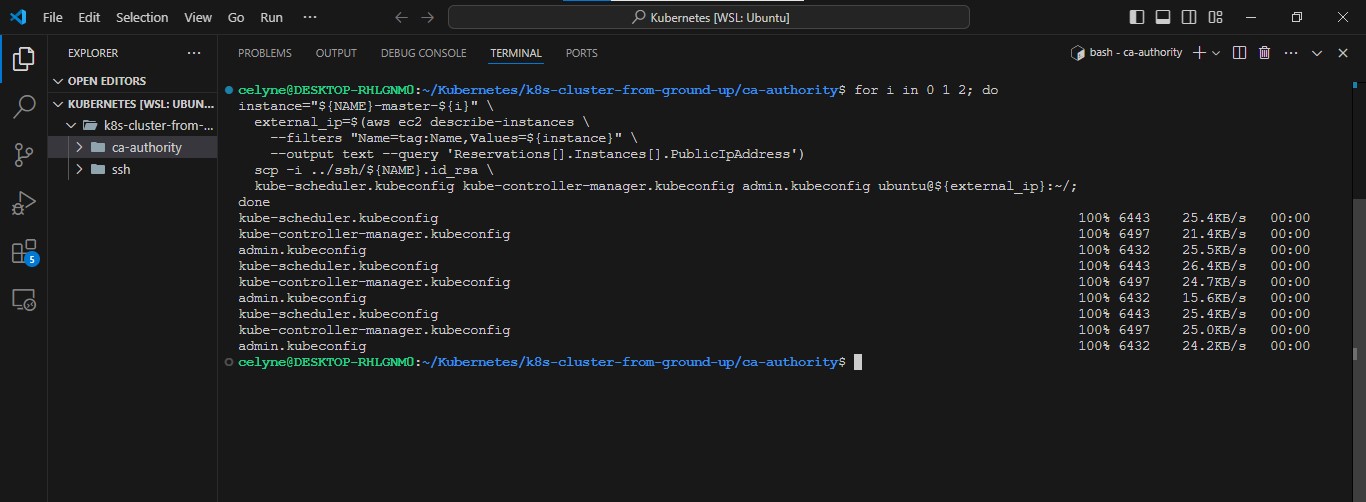 File Edit Selection View Go Run ···
Kubernetes [WSL: Ubuntu]
EXPLORER ···
PROBLEMS OUTPUT DEBUG CONSOLE TERMINAL PORTS
bash - ca-authority
OPEN EDITORS
KUBERNETES [WSL: UBUN...
k8s-cluster-from-...
ca-authority
ssh
5
celyne@DESKTOP-RHLGNM0:~/Kubernetes/k8s-cluster-from-ground-up/ca-authority$ for i in 0 1 2; do
instance="${NAME}-master-${i}" \
  external_ip=$(aws ec2 describe-instances \
    --filters "Name=tag:Name,Values=${instance}" \
    --output text --query 'Reservations[].Instances[].PublicIpAddress')
  scp -i ../ssh/${NAME}.id_rsa \
  kube-scheduler.kubeconfig kube-controller-manager.kubeconfig admin.kubeconfig ubuntu@${external_ip}:~/;
done
kube-scheduler.kubeconfig 100% 6443 25.4KB/s 00:00
kube-controller-manager.kubeconfig 100% 6497 21.4KB/s 00:00
admin.kubeconfig 100% 6432 25.5KB/s 00:00
kube-scheduler.kubeconfig 100% 6443 26.4KB/s 00:00
kube-controller-manager.kubeconfig 100% 6497 24.7KB/s 00:00
admin.kubeconfig 100% 6432 15.6KB/s 00:00
kube-scheduler.kubeconfig 100% 6443 25.4KB/s 00:00
kube-controller-manager.kubeconfig 100% 6497 25.0KB/s 00:00
admin.kubeconfig 100% 6432 24.2KB/s 00:00
celyne@DESKTOP-RHLGNM0:~/Kubernetes/k8s-cluster-from-ground-up/ca-authority$